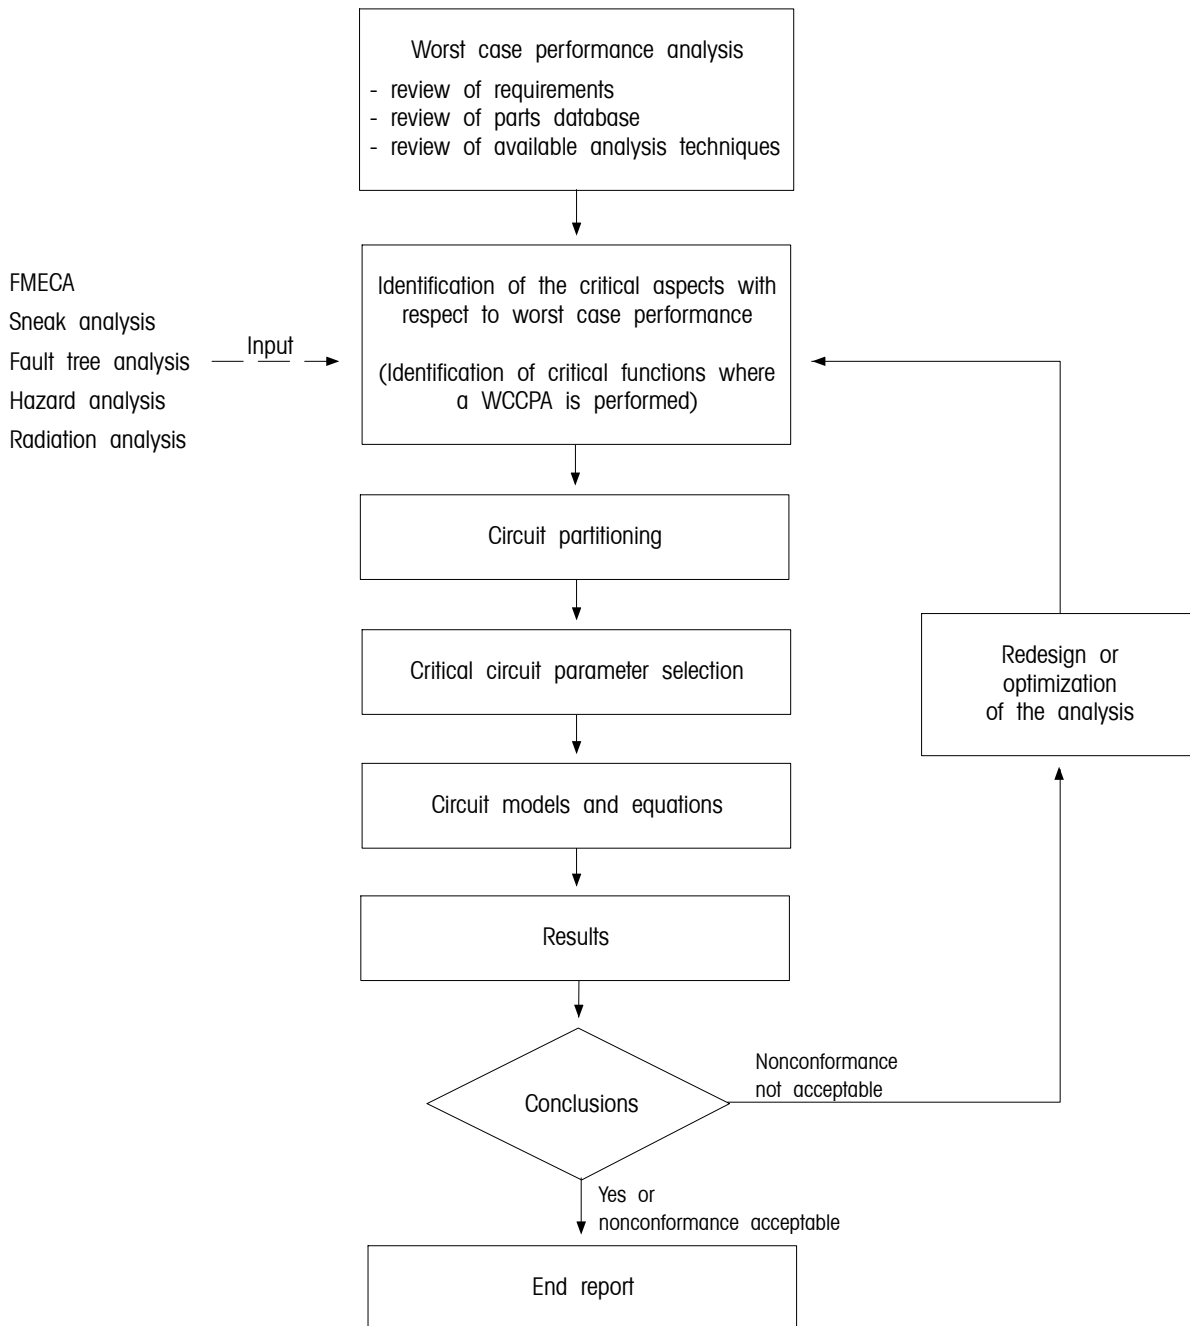 Worst case performance analysis
- review of requirements
- review of parts database
- review of available analysis techniques
FMECA
Sneak analysis
Fault tree analysis
Hazard analysis
Radiation analysis
Input
Identification of the critical aspects with
respect to worst case performance
(Identification of critical functions where
a WCCPA is performed)
Circuit partitioning
Critical circuit parameter selection
Redesign or
optimization
of the analysis
Circuit models and equations
Results
Conclusions
Nonconformance
not acceptable
Yes or
nonconformance acceptable
End report